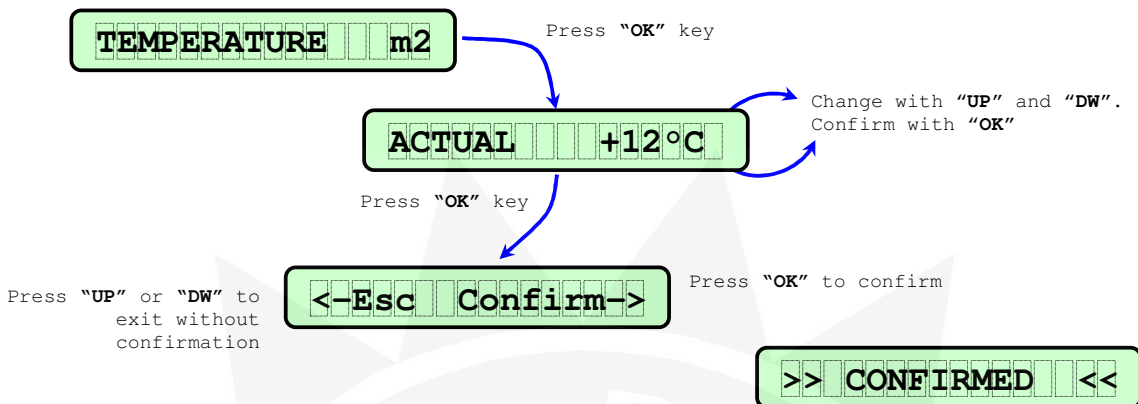 TEMPERATURE m2
Press “OK” key
Change with “UP” and “DW”.
Confirm with “OK”
ACTUAL +12°C
Press “OK” key
Press “OK” to confirm
Press “UP” or “DW” to
exit without
confirmation
<-Esc Confirm->
>> CONFIRMED <<